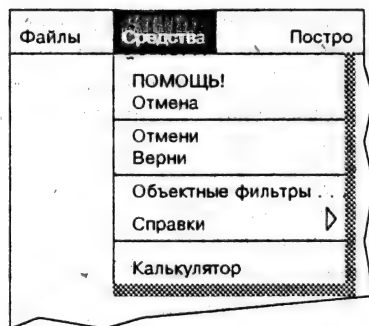 Файлы Средства Постро
ПОМОЩЬ!
Отмена
Отмени
Верни
Объектные фильтры . . .
Справки
Калькулятор